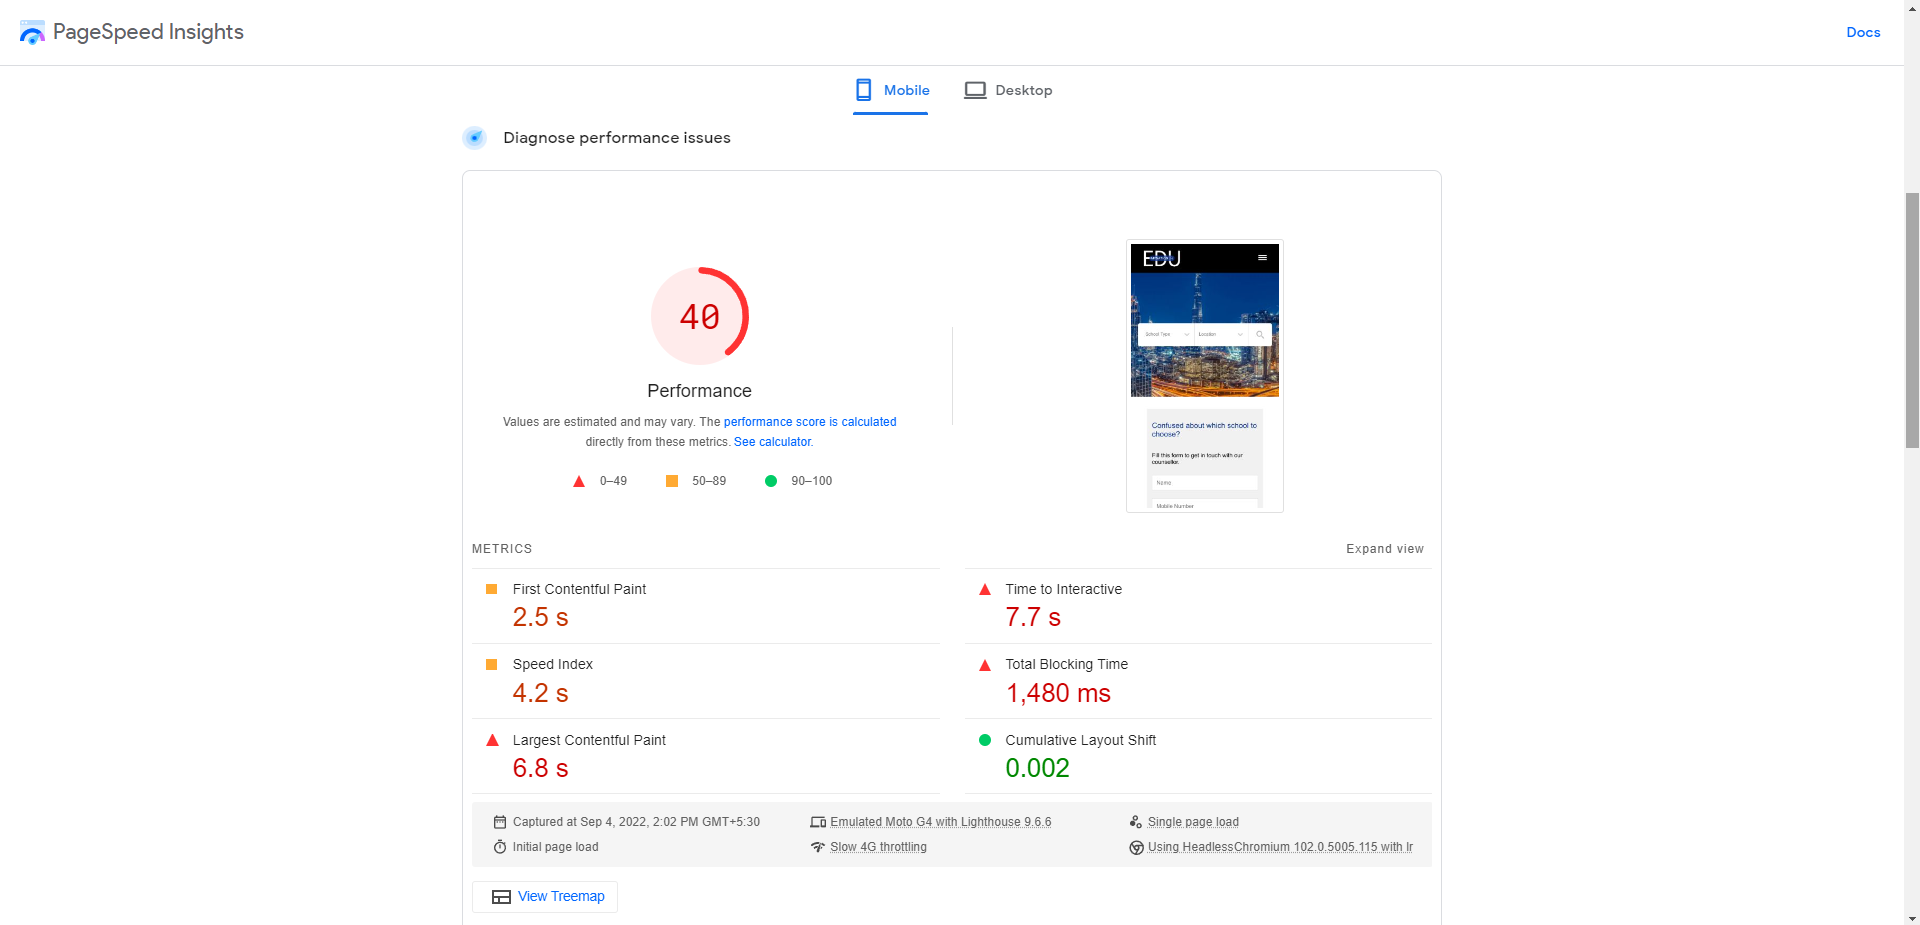 PageSpeed Insights
Docs
Mobile
Desktop
Diagnose performance issues
40
Performance
Values are estimated and may vary. The performance score is calculated
directly from these metrics. See calculator.
0–49
50–89
90–100
EDU
School Type
Location
Confused about which school to
choose?
Fill this form to get in touch with our
counsellor.
Name
Mobile Number
METRICS
Expand view
First Contentful Paint
2.5 s
Time to Interactive
7.7 s
Speed Index
4.2 s
Total Blocking Time
1,480 ms
Largest Contentful Paint
6.8 s
Cumulative Layout Shift
0.002
Captured at Sep 4, 2022, 2:02 PM GMT+5:30
Emulated Moto G4 with Lighthouse 9.6.6
Single page load
Initial page load
Slow 4G throttling
Using HeadlessChromium 102.0.5005.115 with lr
View Treemap